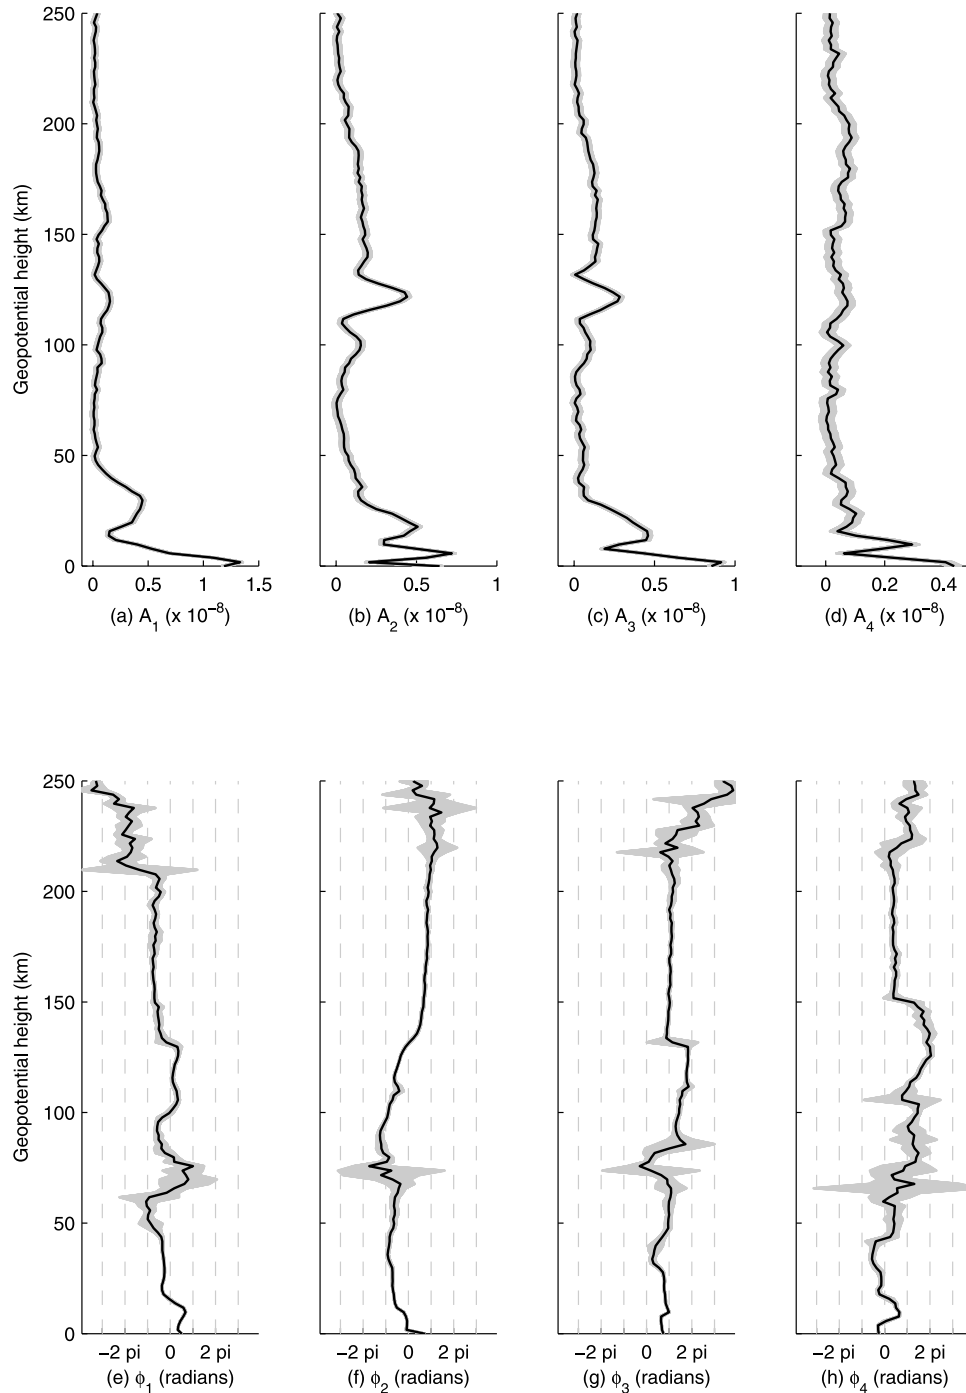 250
200
150
100
50
0
Geopotential height (km)
0 0.5 1 1.5
0 0.5 1
0 0.5 1
0 0.2 0.4
(a) A₁ (x 10⁻⁸)
(b) A₂ (x 10⁻⁸)
(c) A₃ (x 10⁻⁸)
(d) A₄ (x 10⁻⁸)
250
200
150
100
50
0
Geopotential height (km)
−2 pi 0 2 pi
−2 pi 0 2 pi
−2 pi 0 2 pi
−2 pi 0 2 pi
(e) ϕ₁ (radians)
(f) ϕ₂ (radians)
(g) ϕ₃ (radians)
(h) ϕ₄ (radians)